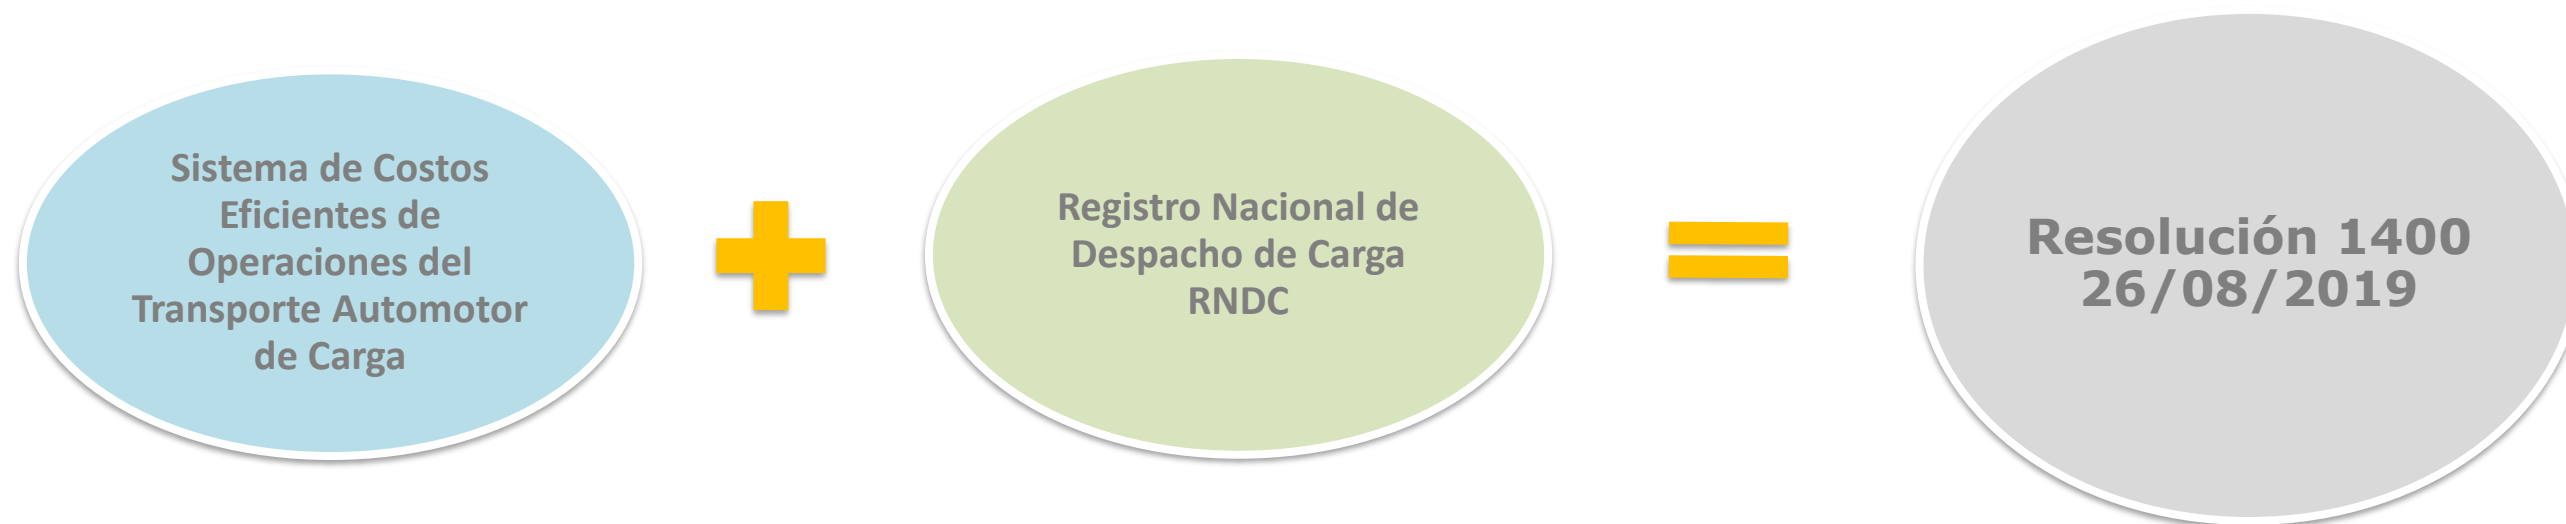 Sistema de Costos
Eficientes de
Operaciones del
Transporte Automotor
de Carga
Registro Nacional de
Despacho de Carga
RNDC
Resolución 1400
26/08/2019